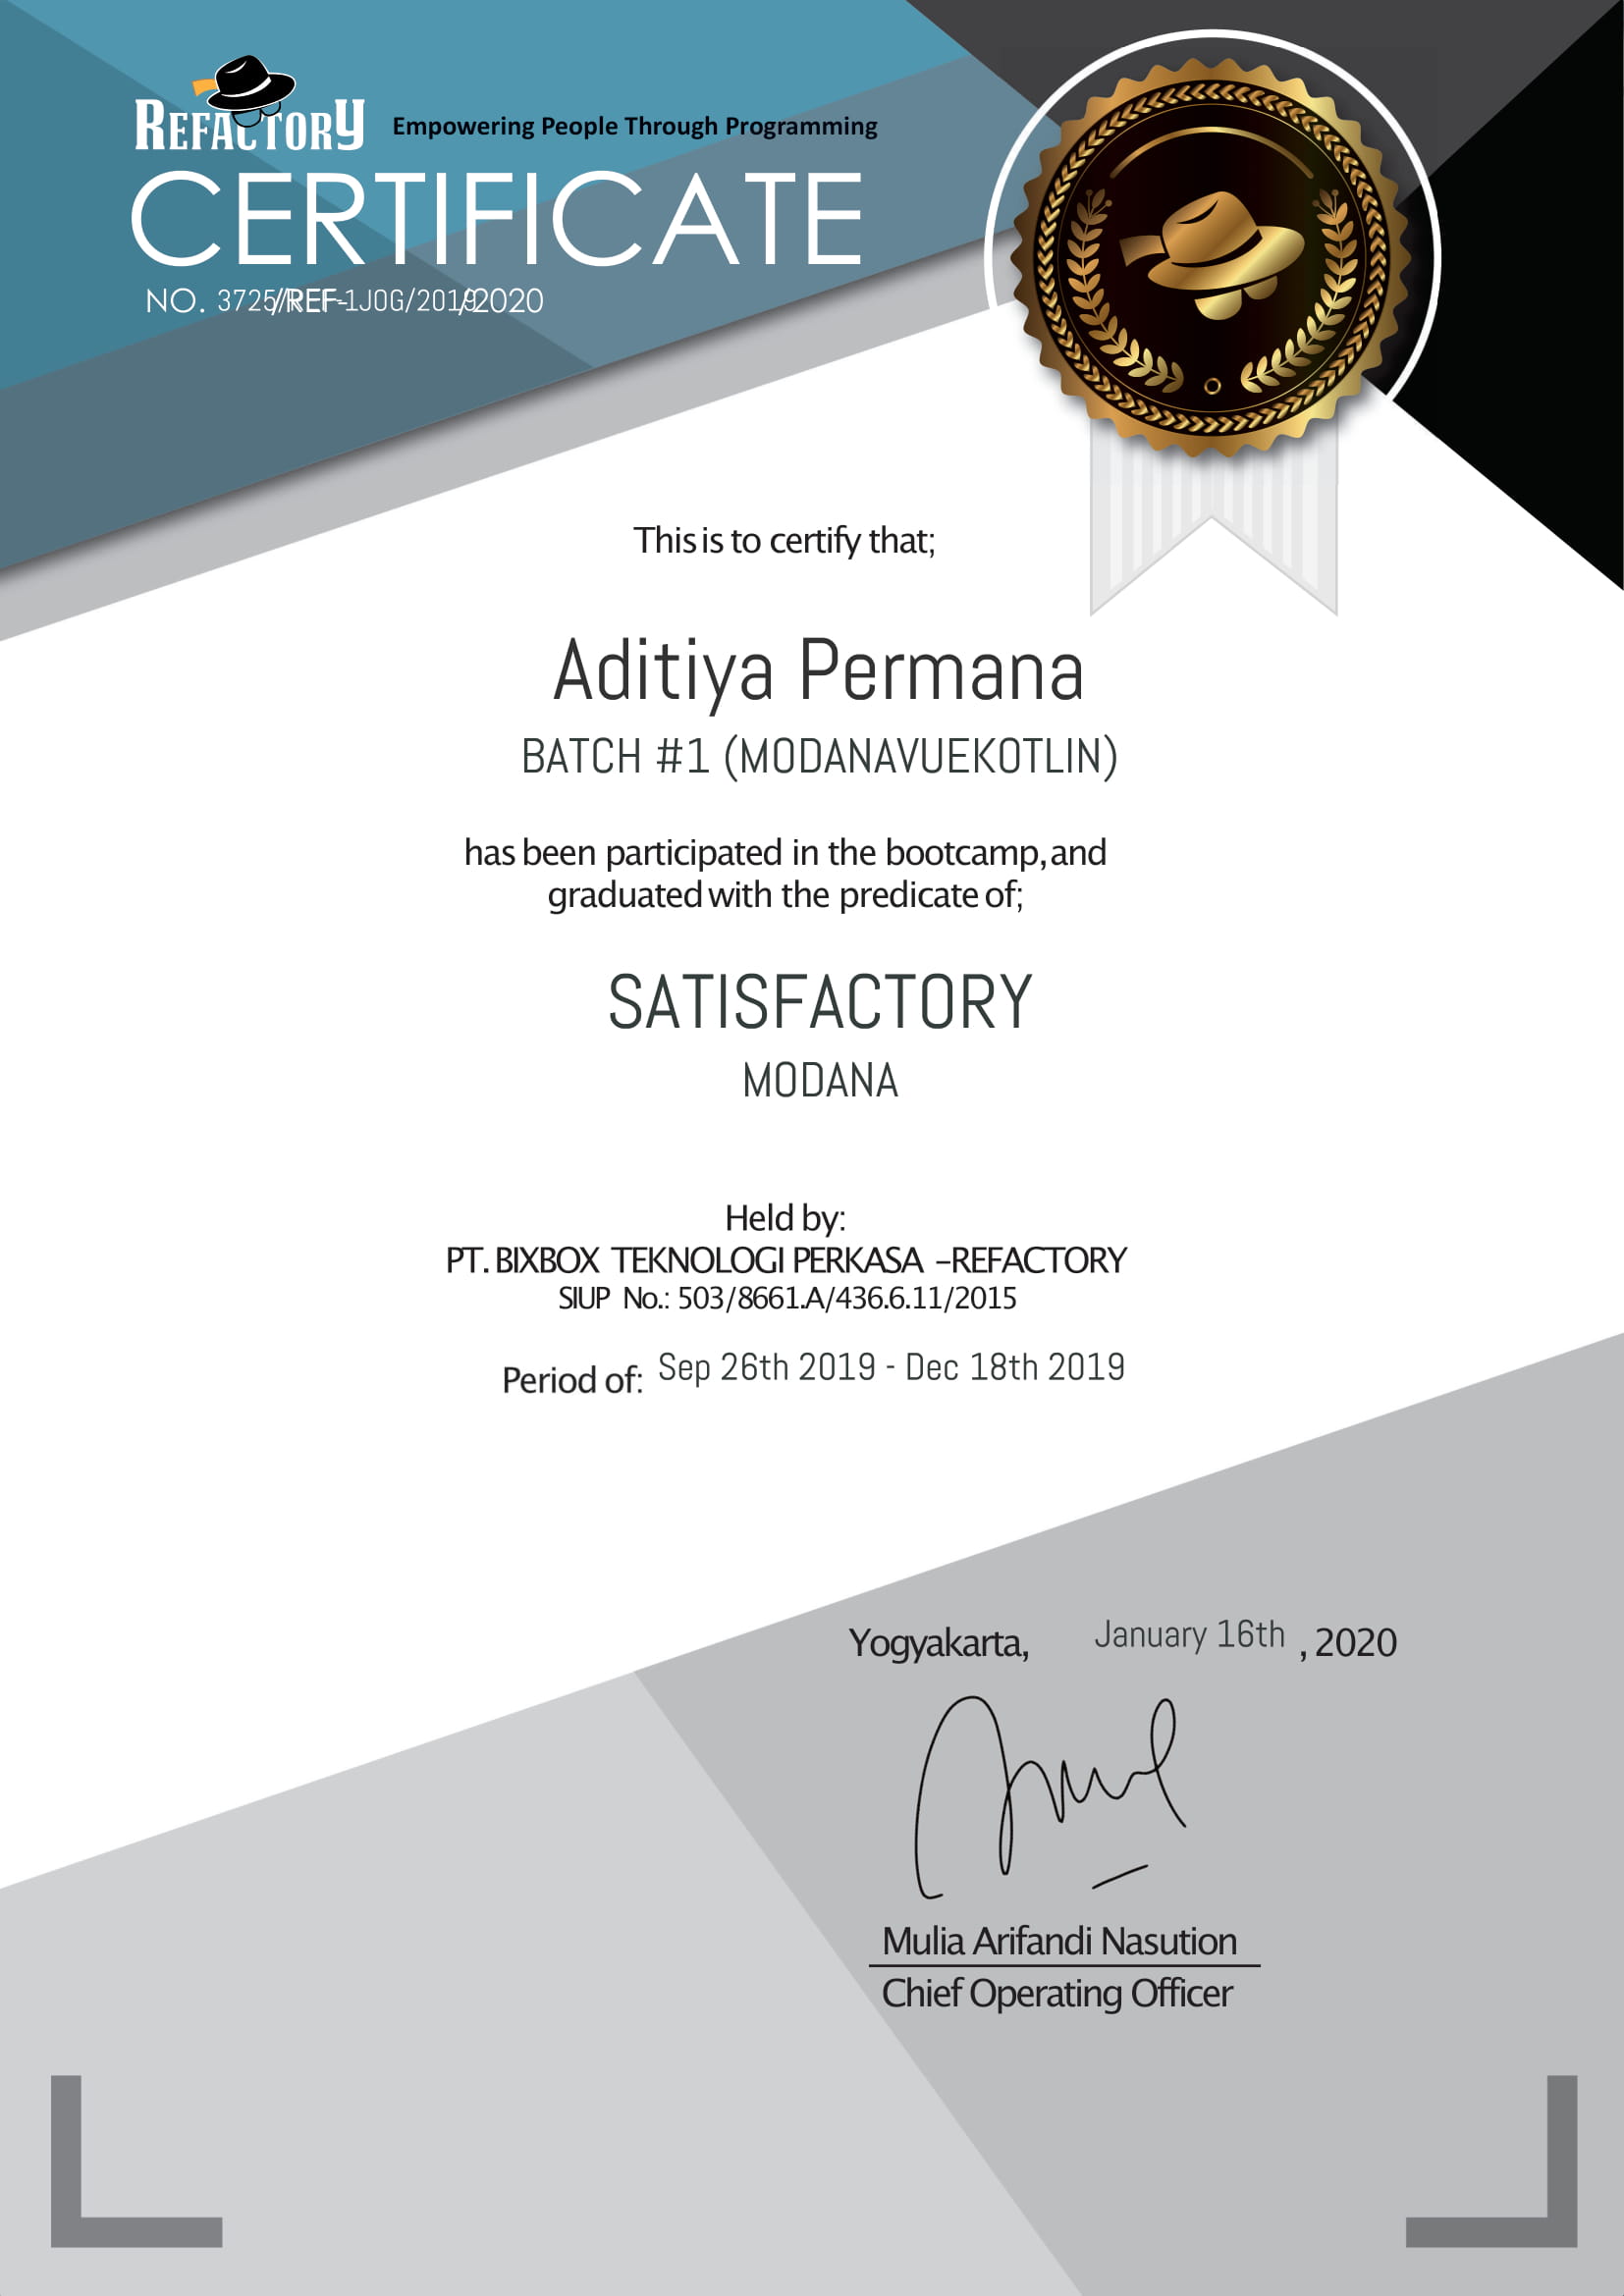 REFACTORY
Empowering People Through Programming
CERTIFICATE
NO. 3725/REF-1JOG/2019/2020
This is to certify that;
Aditiya Permana
BATCH #1 (MODANAVUEKOTLIN)
has been participated in the bootcamp, and
graduated with the predicate of;
SATISFACTORY
MODANA
Held by:
PT. BIXBOX TEKNOLOGI PERKASA –REFACTORY
SIUP No.: 503/8661.A/436.6.11/2015
Period of: Sep 26th 2019 - Dec 18th 2019
Yogyakarta, January 16th , 2020
Mulia Arifandi Nasution
Chief Operating Officer